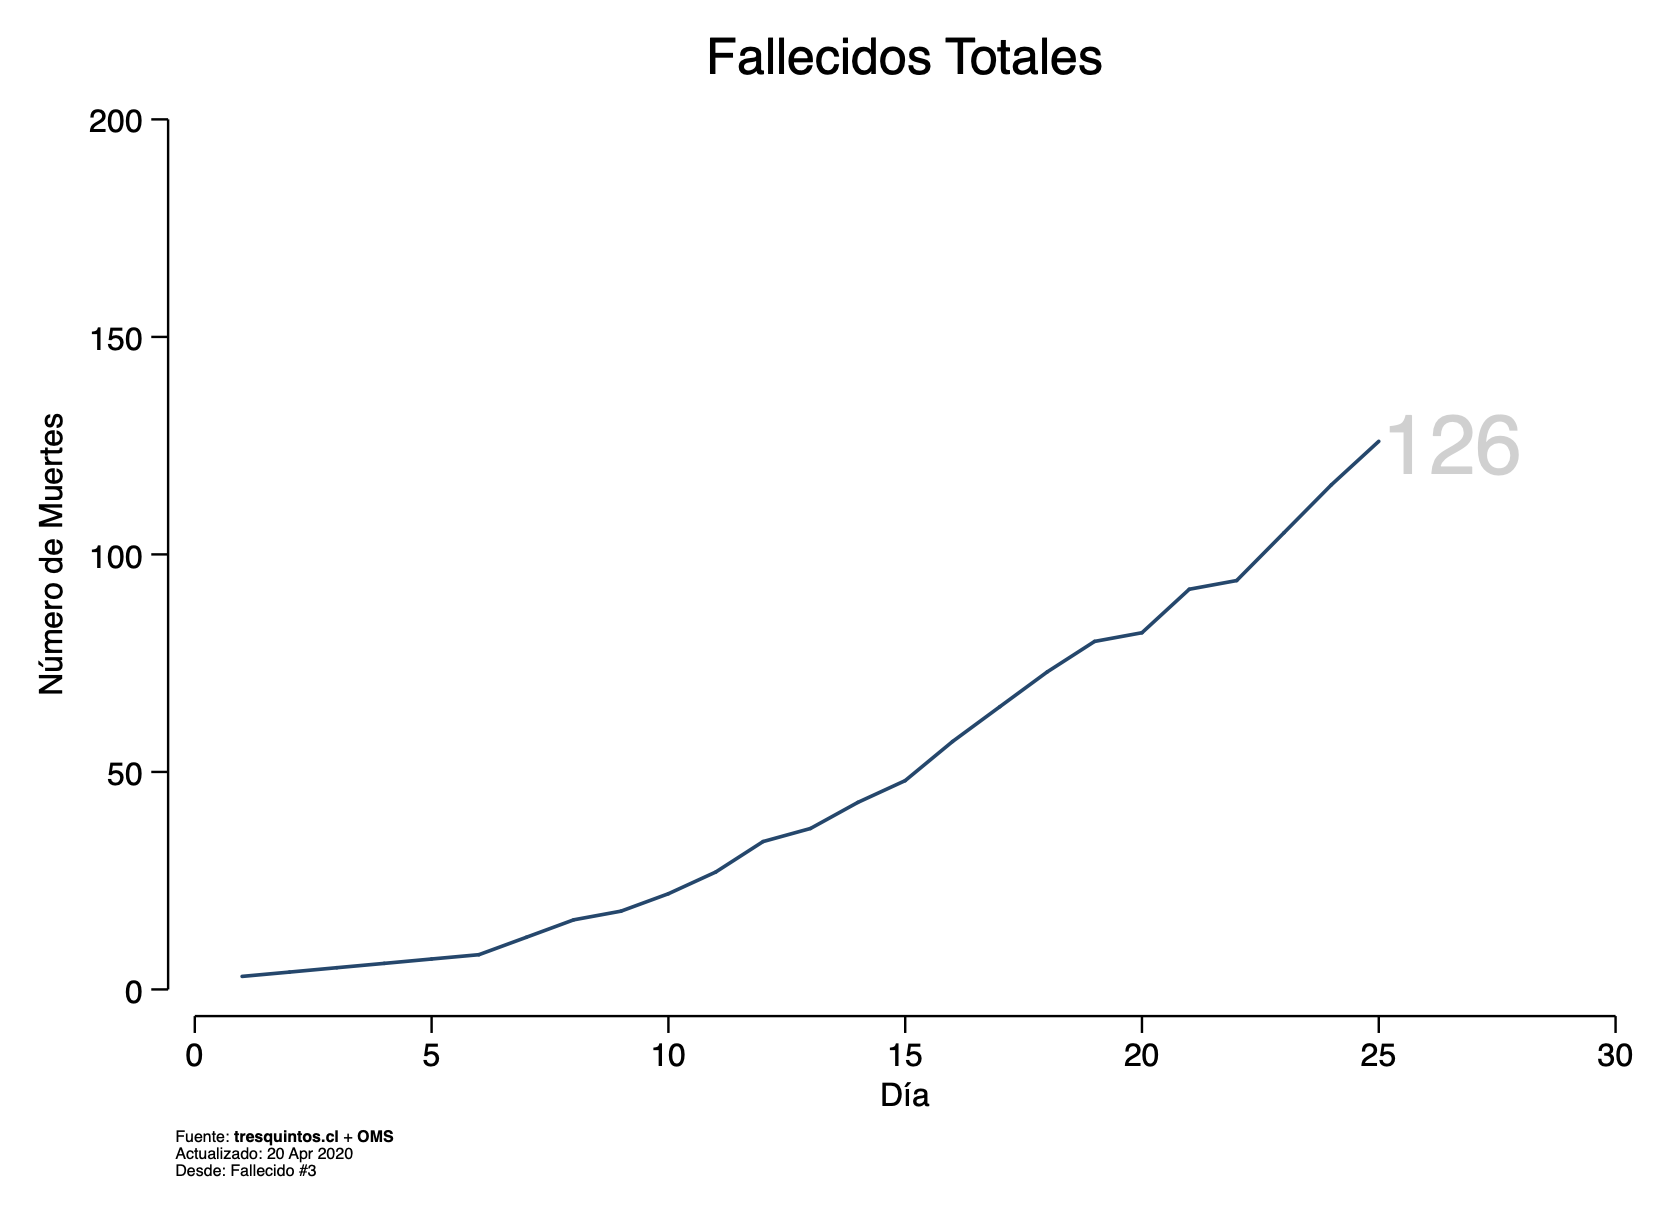 Fallecidos Totales
200
150
100
50
0
Número de Muertes
126
0 5 10 15 20 25 30
Día
Fuente: tresquintos.cl + OMS
Actualizado: 20 Apr 2020
Desde: Fallecido #3